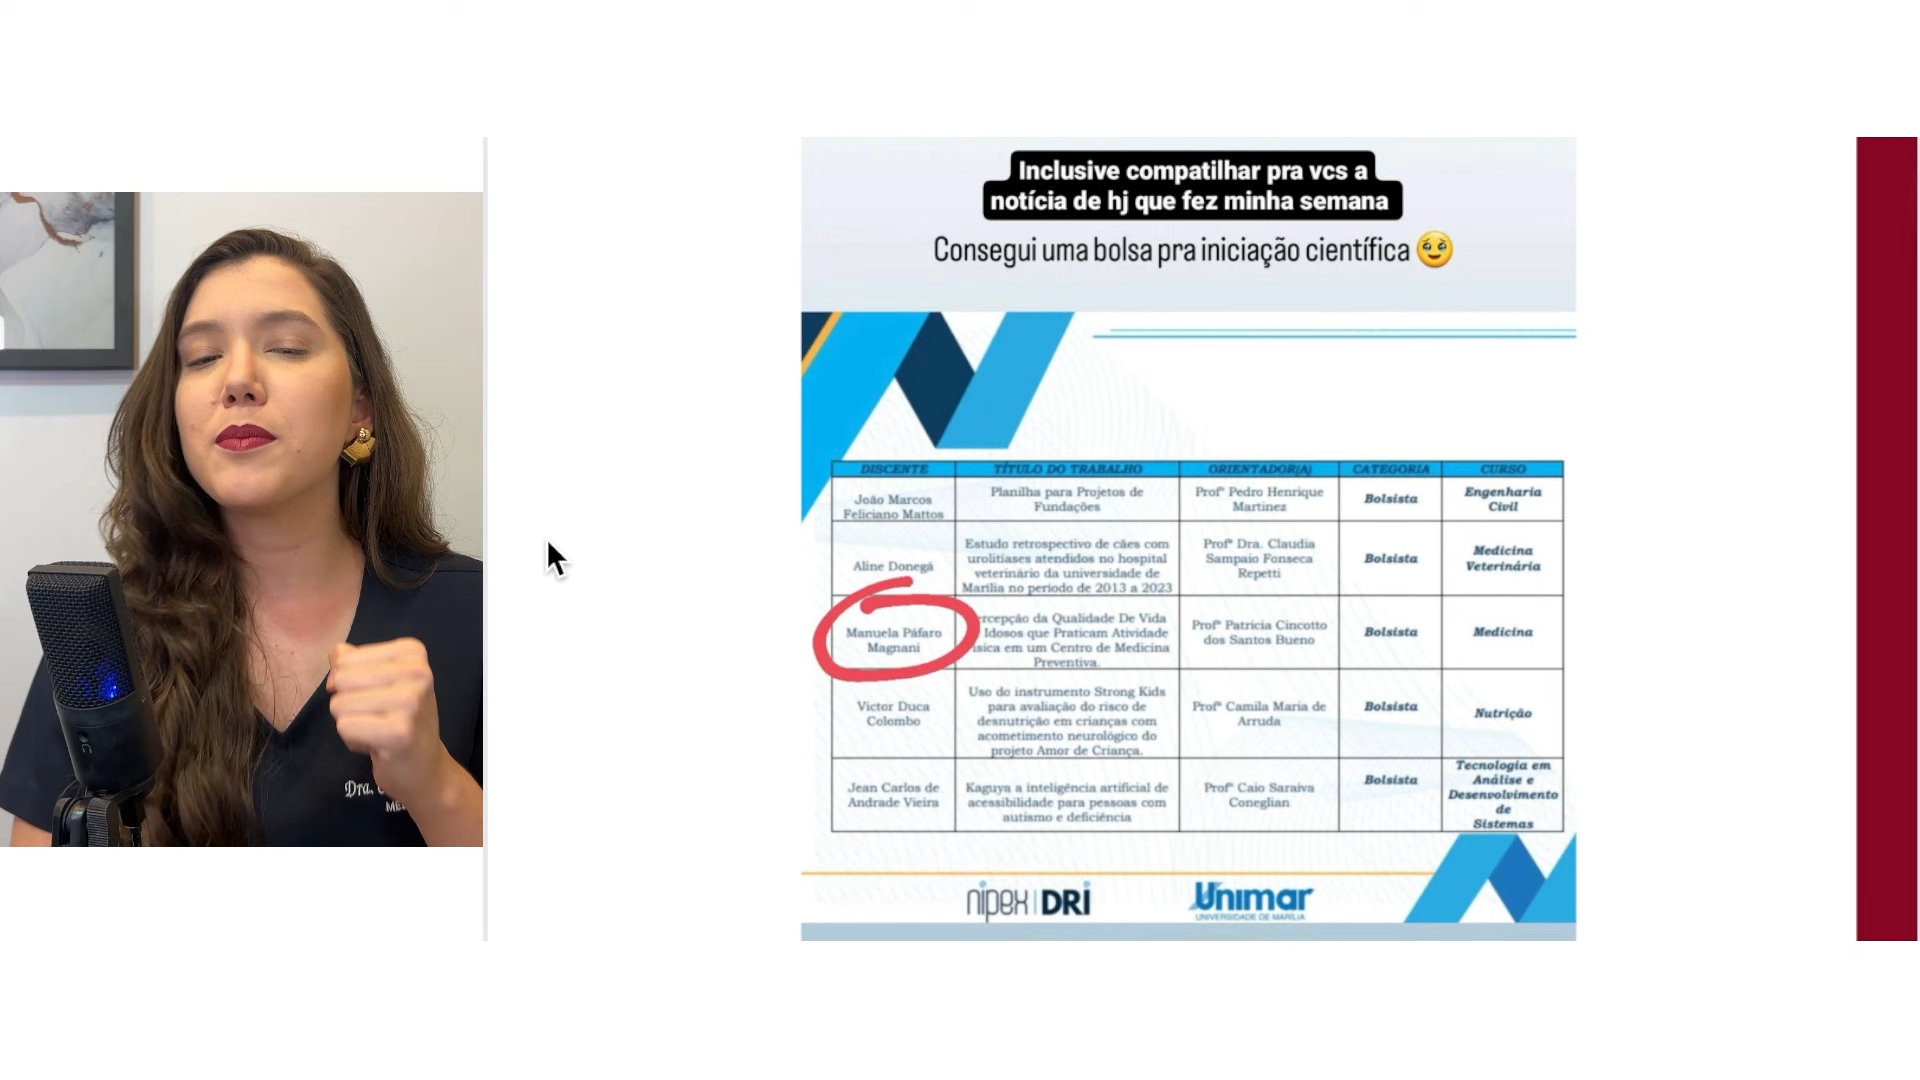 Inclusive compatilhar pra vcs a
notícia de hj que fez minha semana
Consegui uma bolsa pra iniciação científica
DISCENTE TÍTULO DO TRABALHO ORIENTADOR(A) CATEGORIA CURSO
João Marcos
Feliciano Mattos
Planilha para Projetos de
Fundações
Profº Pedro Henrique
Martinez
Bolsista
Engenharia
Civil
Aline Donegá
Estudo retrospectivo de cães com
urolitíases atendidos no hospital
veterinário da universidade de
Marília no período de 2013 a 2023
Profª Dra. Claudia
Sampaio Fonseca
Repetti
Bolsista
Medicina
Veterinária
Manuela Páfaro
Magnani
rcepção da Qualidade De Vida
Idosos que Praticam Atividade
ísica em um Centro de Medicina
Preventiva.
Profª Patricia Cincotto
dos Santos Bueno
Bolsista
Medicina
Victor Duca
Colombo
Uso do instrumento Strong Kids
para avaliação do risco de
desnutrição em crianças com
acometimento neurológico do
projeto Amor de Criança.
Profª Camila Maria de
Arruda
Bolsista
Nutrição
Jean Carlos de
Andrade Vieira
Kaguya a inteligência artificial de
acessibilidade para pessoas com
autismo e deficiência
Profº Caio Saraiva
Coneglian
Bolsista
Tecnologia em
Análise e
Desenvolvimento
de
Sistemas
nipex DRI
Unimar
UNIVERSIDADE DE MARÍLIA
Dra.